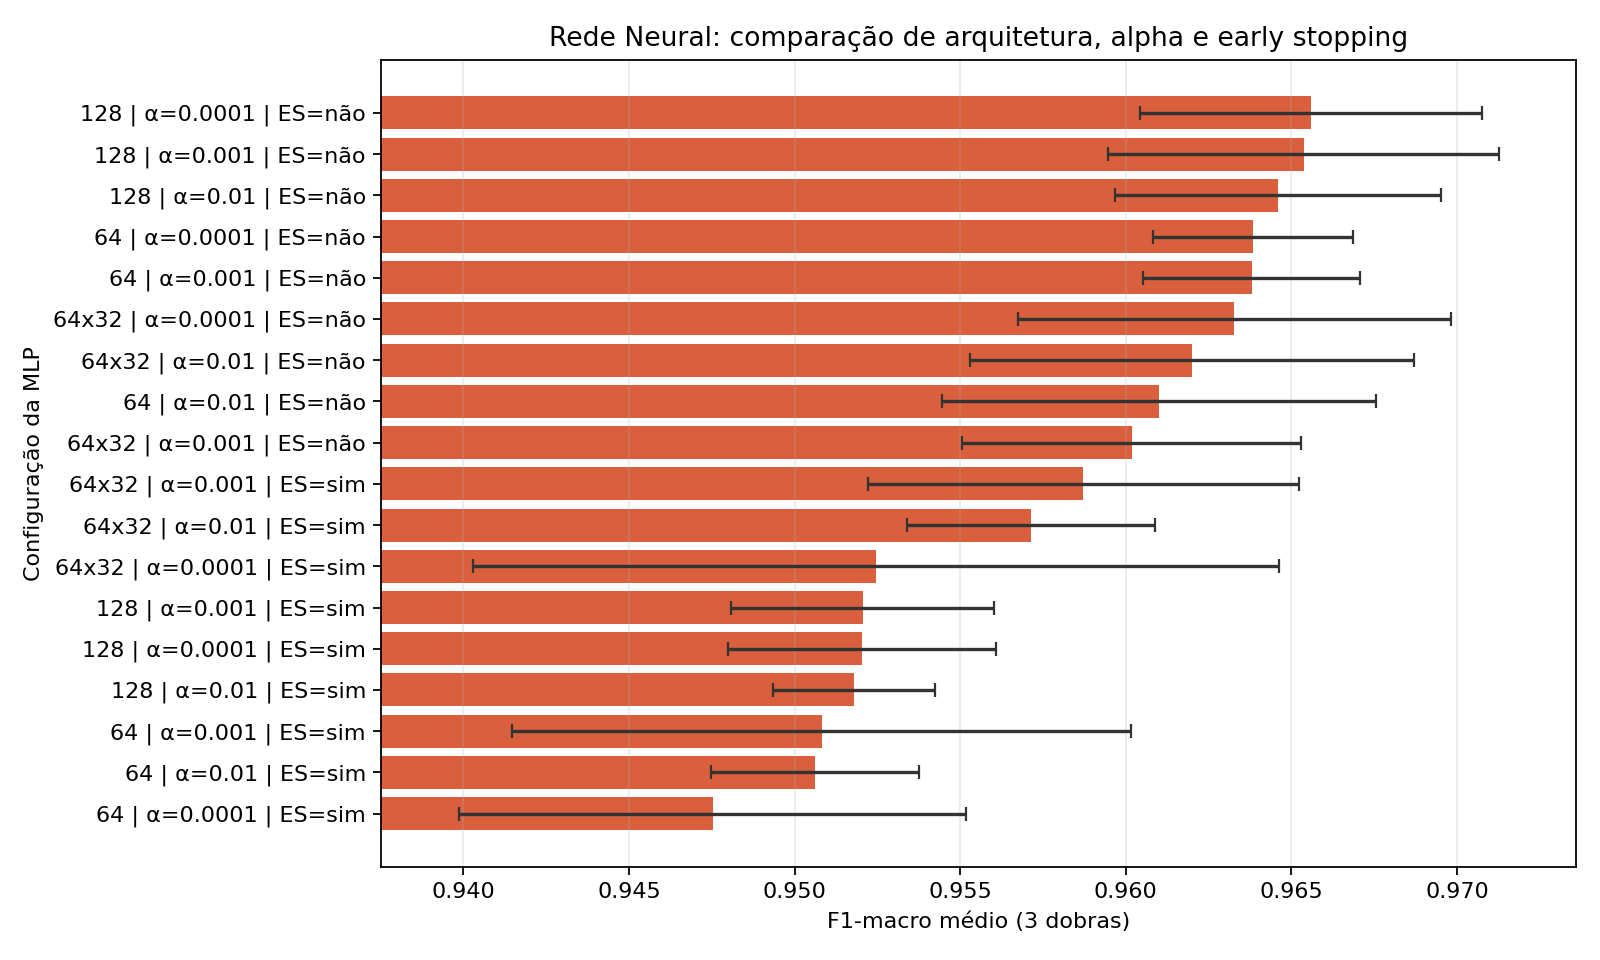 Rede Neural: comparação de arquitetura, alpha e early stopping
Configuração da MLP
128 | α=0.0001 | ES=não
128 | α=0.001 | ES=não
128 | α=0.01 | ES=não
64 | α=0.0001 | ES=não
64 | α=0.001 | ES=não
64x32 | α=0.0001 | ES=não
64x32 | α=0.01 | ES=não
64 | α=0.01 | ES=não
64x32 | α=0.001 | ES=não
64x32 | α=0.001 | ES=sim
64x32 | α=0.01 | ES=sim
64x32 | α=0.0001 | ES=sim
128 | α=0.001 | ES=sim
128 | α=0.0001 | ES=sim
128 | α=0.01 | ES=sim
64 | α=0.001 | ES=sim
64 | α=0.01 | ES=sim
64 | α=0.0001 | ES=sim
0.940 0.945 0.950 0.955 0.960 0.965 0.970
F1-macro médio (3 dobras)